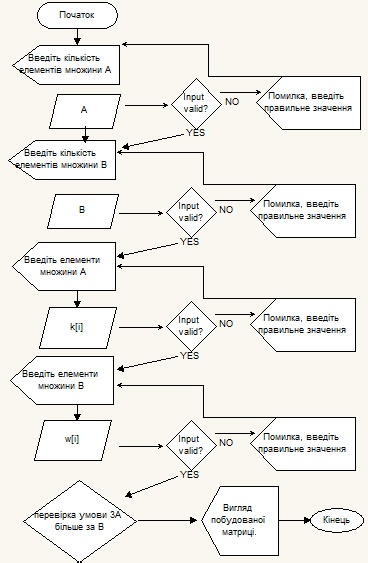 Початок
Введіть кількість
елементів множини A
Input
valid?
NO
Помилка, введіть
правильне значення
A
YES
Введіть кількість
елементів множини B
B
Input
valid?
NO
Помилка, введіть
правильне значення
YES
Введіть елементи
множини A
k[i]
Input
valid?
NO
Помилка, введіть
правильне значення
YES
Введіть елементи
множини B
w[i]
Input
valid?
NO
Помилка, введіть
правильне значення
YES
перевірка умови 3A
більше за B
Вигляд
побудованої
матриці.
Кінець